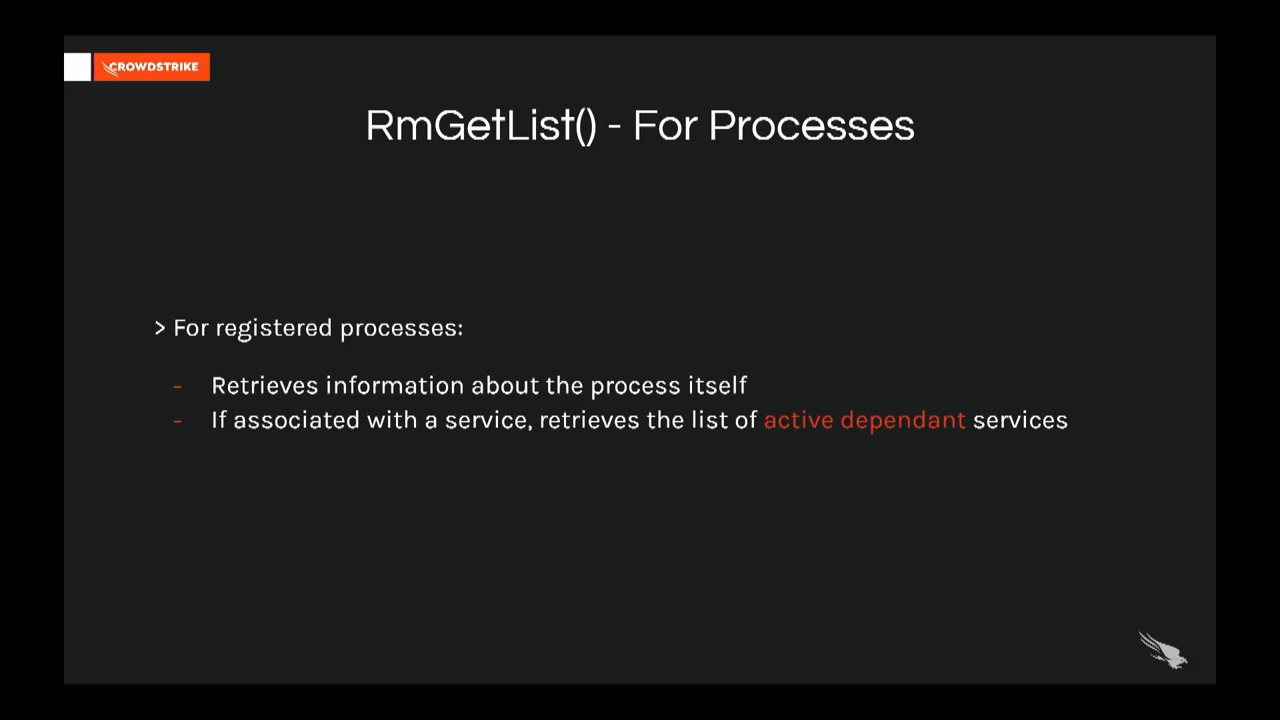 CROWDSTRIKE
RmGetList() - For Processes
> For registered processes:
- Retrieves information about the process itself
- If associated with a service, retrieves the list of active dependant services